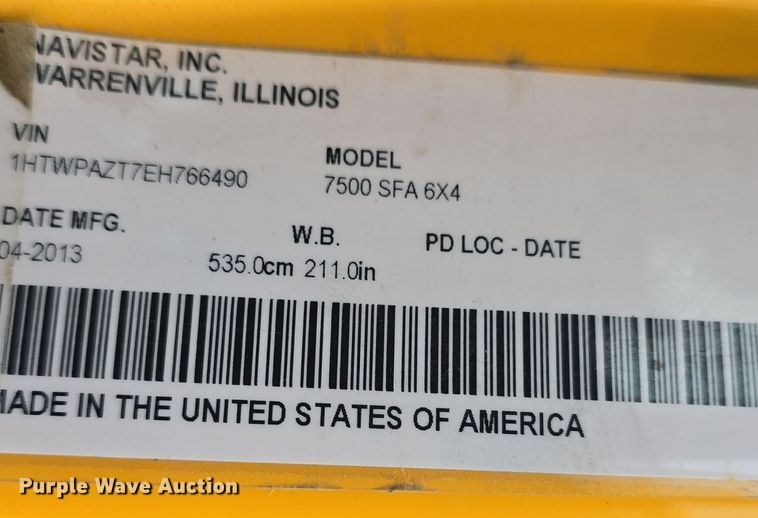 NAVISTAR, INC.
WARRENVILLE, ILLINOIS
VIN
1HTWPAZT7EH766490
MODEL
7500 SFA 6X4
DATE MFG.
04-2013
W.B.
535.0cm 211.0in
PD LOC - DATE
MADE IN THE UNITED STATES OF AMERICA
Purple Wave Auction